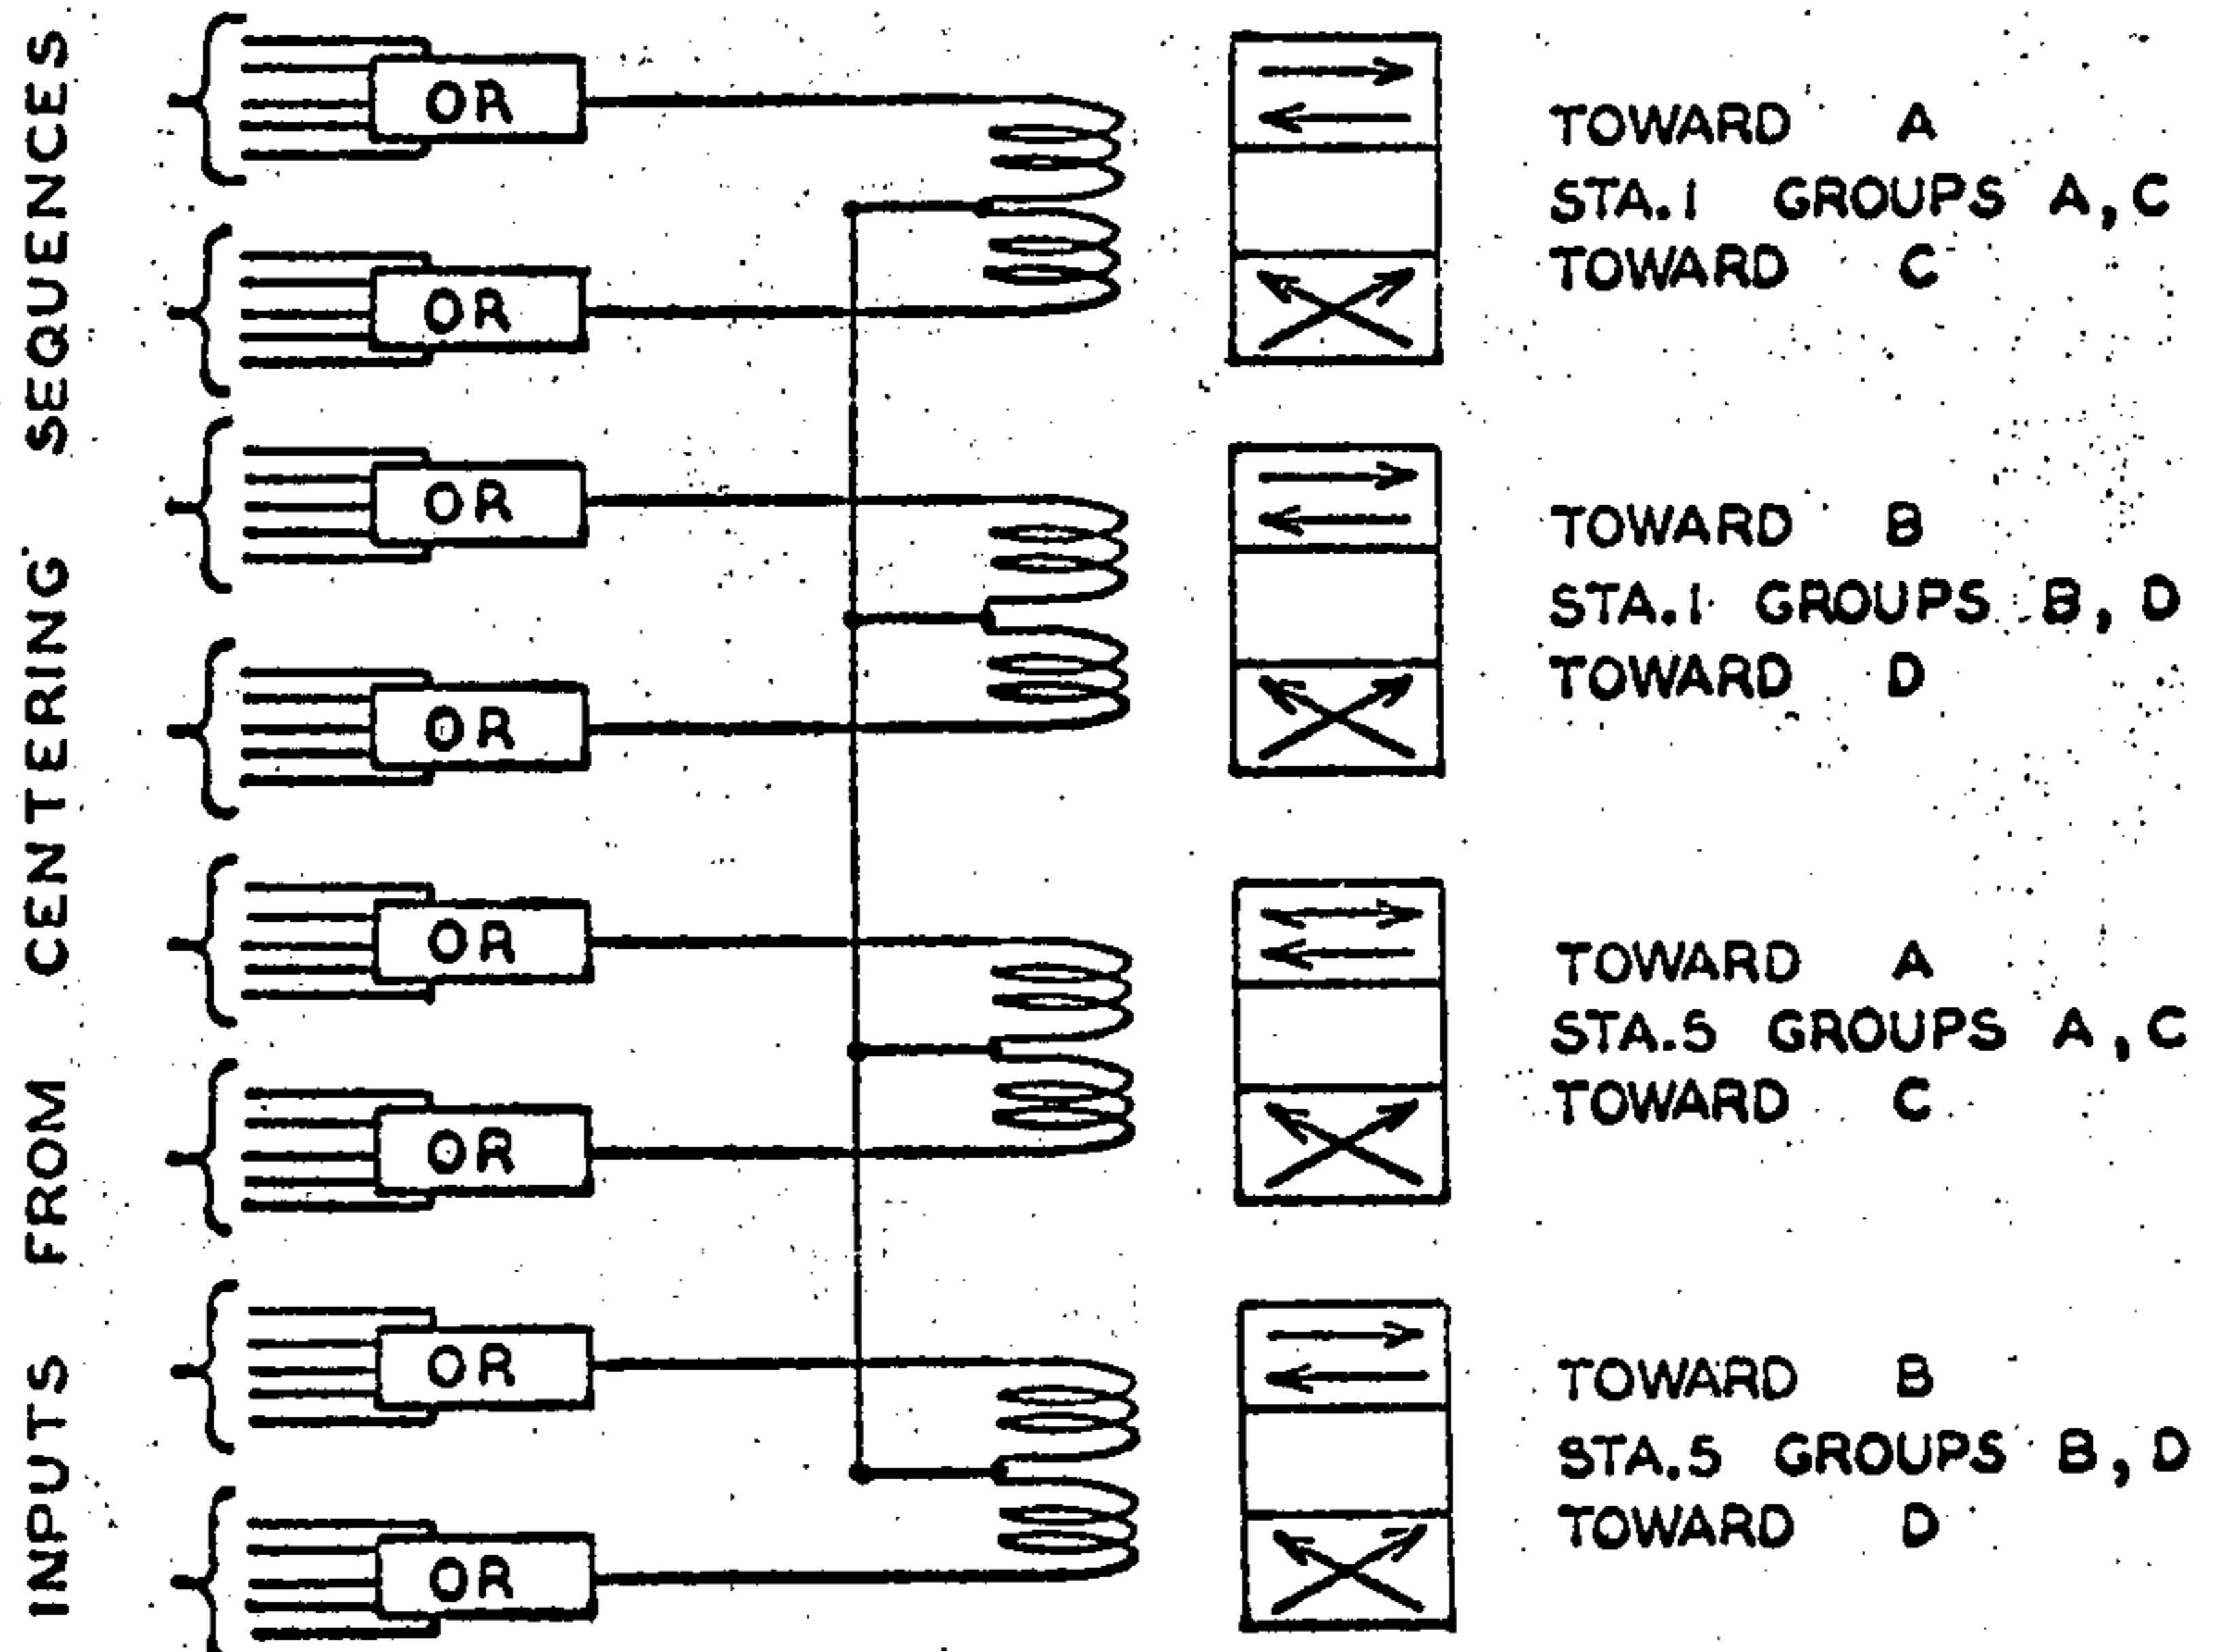 INPUTS FROM CENTERING SEQUENCES
OR
OR
OR
OR
OR
OR
OR
OR
TOWARD A
STA.1 GROUPS A,C
TOWARD C
TOWARD B
STA.1 GROUPS B, D
TOWARD D
TOWARD A
STA.5 GROUPS A,C
TOWARD C
TOWARD B
STA.5 GROUPS B,D
TOWARD D